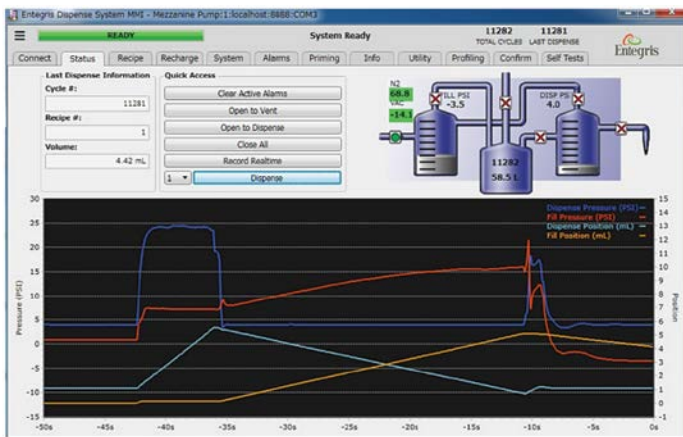 Entegris Dispense System MMI - Mezzanine Pump:1:localhost:8468:COM3
READY
System Ready
11282
TOTAL CYCLES
11281
LAST DISPENSE
Entegris
Connect Status Recipe Recharge System Alarms Priming Info Utility Profiling Confirm Self Tests
Last Dispense Information
Cycle #:
11281
Recipe #:
1
Volume:
4.42 mL
Quick Access
Clear Active Alarms
Open to Vent
Open to Dispense
Close All
Record Realtime
1 Dispense
N2
68.8
VAC
-14.1
FILL PSI
-3.5
DISP PS
4.0
11282
58.5 l
Dispense Pressure (PSI)
Fill Pressure (PSI)
Dispense Position (mL)
Fill Position (mL)
Pressure (PSI)
30
25
20
15
10
5
0
-5
-10
-15
Position
15
14
13
12
11
10
9
8
7
6
5
4
3
2
1
0
-1
-50s -45s -40s -35s -30s -25s -20s -15s -10s -5s 0s